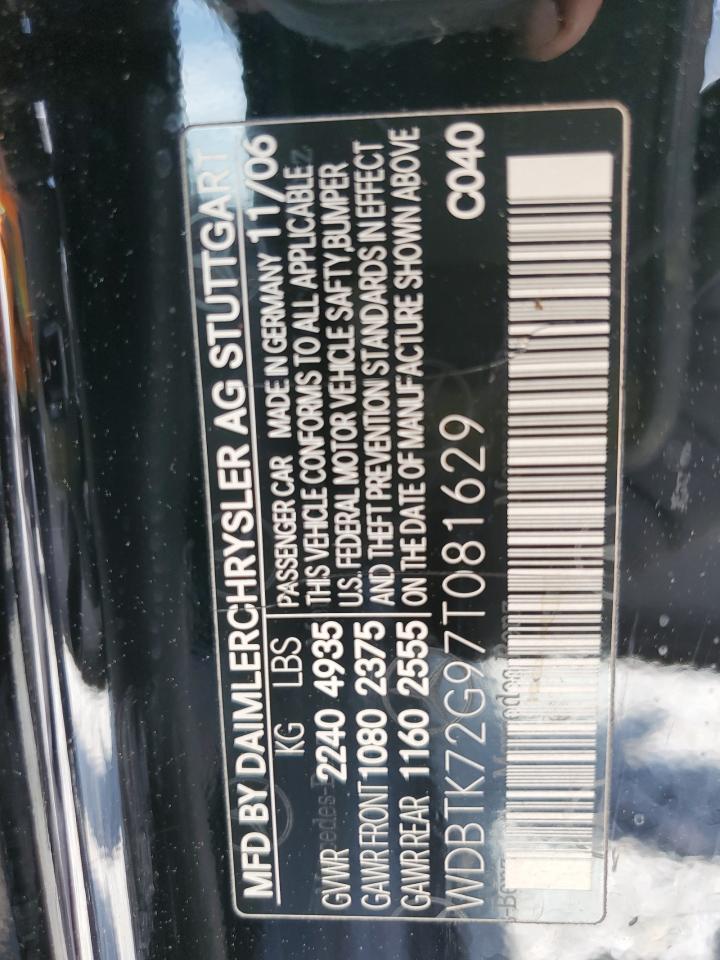 MFD BY DAIMLERCHRYSLER AG STUTTGART
KG LBS
GVWR 2240 4935
GAWR FRONT 1080 2375
GAWR REAR 1160 2555
PASSENGER CAR MADE IN GERMANY 11/06
THIS VEHICLE CONFORMS TO ALL APPLICABLE
U.S. FEDERAL MOTOR VEHICLE SAFTY BUMPER
AND THEFT PREVENTION STANDARDS IN EFFECT
ON THE DATE OF MANUFACTURE SHOWN ABOVE
WDBTK72G97T081629
C040